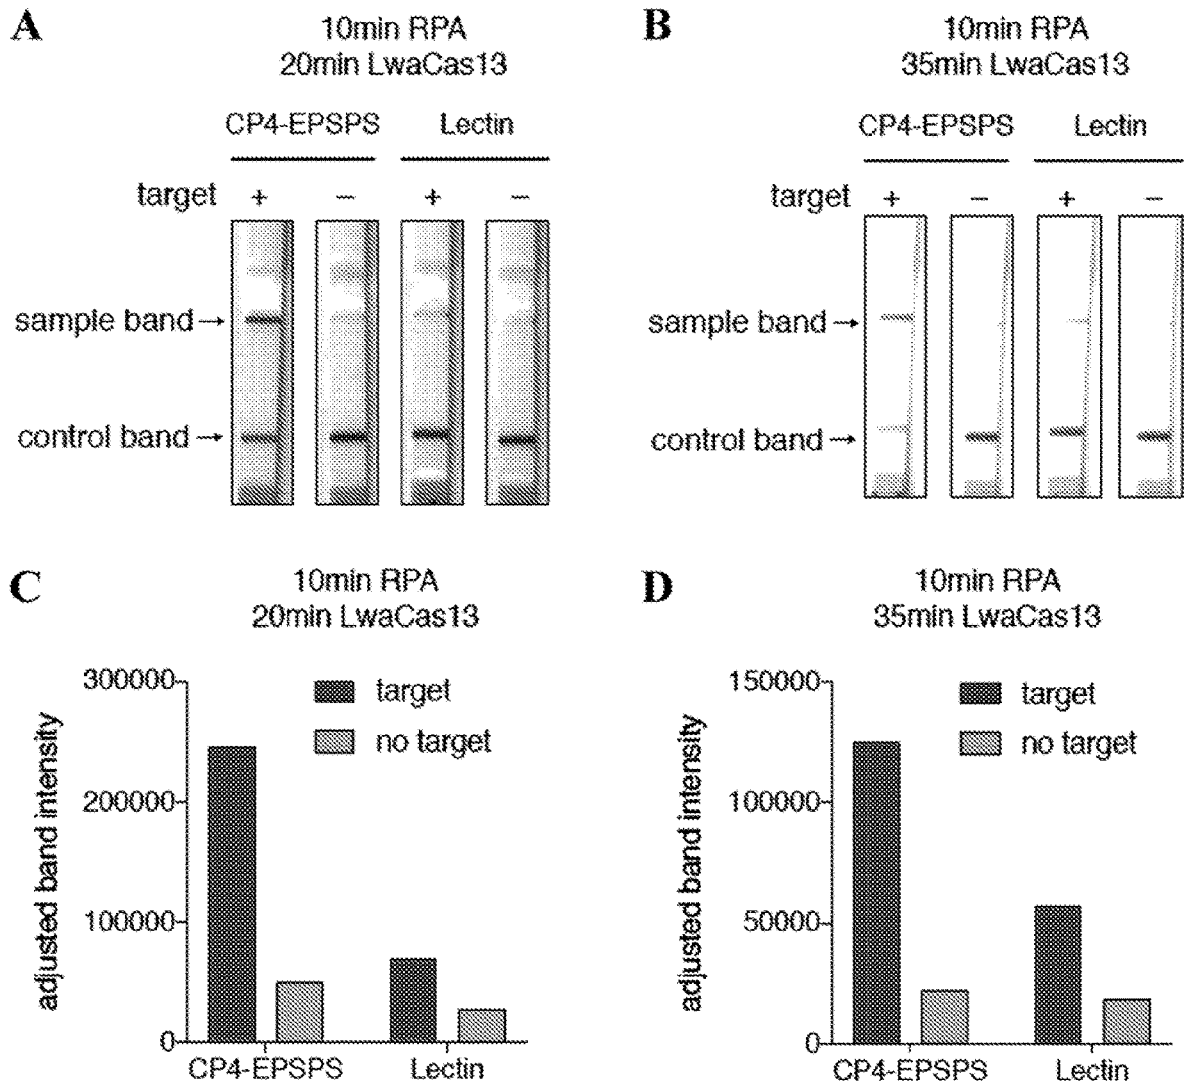 A
10min RPA
20min LwaCas13
CP4-EPSPS
Lectin
target + − + −
sample band
control band
B
10min RPA
35min LwaCas13
CP4-EPSPS
Lectin
target + − + −
sample band
control band
C
10min RPA
20min LwaCas13
300000
200000
100000
0
adjusted band intensity
target
no target
CP4-EPSPS
Lectin
D
10min RPA
35min LwaCas13
150000
100000
50000
0
adjusted band intensity
target
no target
CP4-EPSPS
Lectin